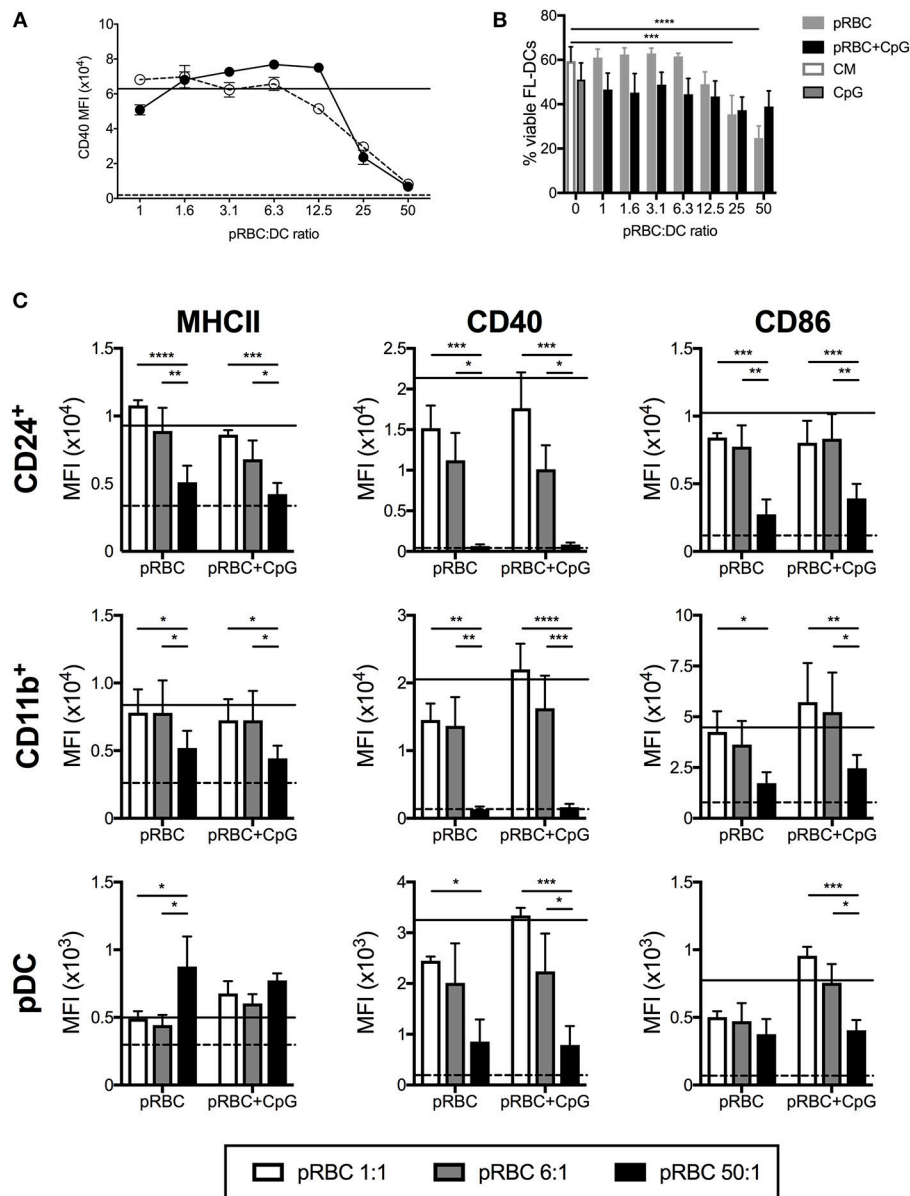 A
CD40 MFI (x10⁴)
10
8
6
4
2
0
1 1.6 3.1 6.3 12.5 25 50
pRBC:DC ratio
B
% viable FL-DCs
80
60
40
20
0
****
***
0 1 1.6 3.1 6.3 12.5 25 50
pRBC:DC ratio
pRBC
pRBC+CpG
CM
CpG
C
MHCII CD40 CD86
CD24⁺
MFI (x10⁴)
1.5
1
0.5
0
**** ***
** *
pRBC pRBC+CpG
MFI (x10⁴)
2.5
2
1.5
1
0.5
0
*** ***
* *
pRBC pRBC+CpG
MFI (x10⁴)
1.5
1
0.5
0
*** ***
** **
pRBC pRBC+CpG
CD11b⁺
MFI (x10⁴)
1.5
1
0.5
0
* *
* *
pRBC pRBC+CpG
MFI (x10⁴)
3
2
1
0
** ****
** ***
pRBC pRBC+CpG
MFI (x10⁴)
10
7.5
5
2.5
0
* **
*
pRBC pRBC+CpG
pDC
MFI (x10³)
1.5
1
0.5
0
*
*
pRBC pRBC+CpG
MFI (x10³)
4
3
2
1
0
* ***
*
pRBC pRBC+CpG
MFI (x10³)
1.5
1
0.5
0
***
*
pRBC pRBC+CpG
pRBC 1:1 pRBC 6:1 pRBC 50:1